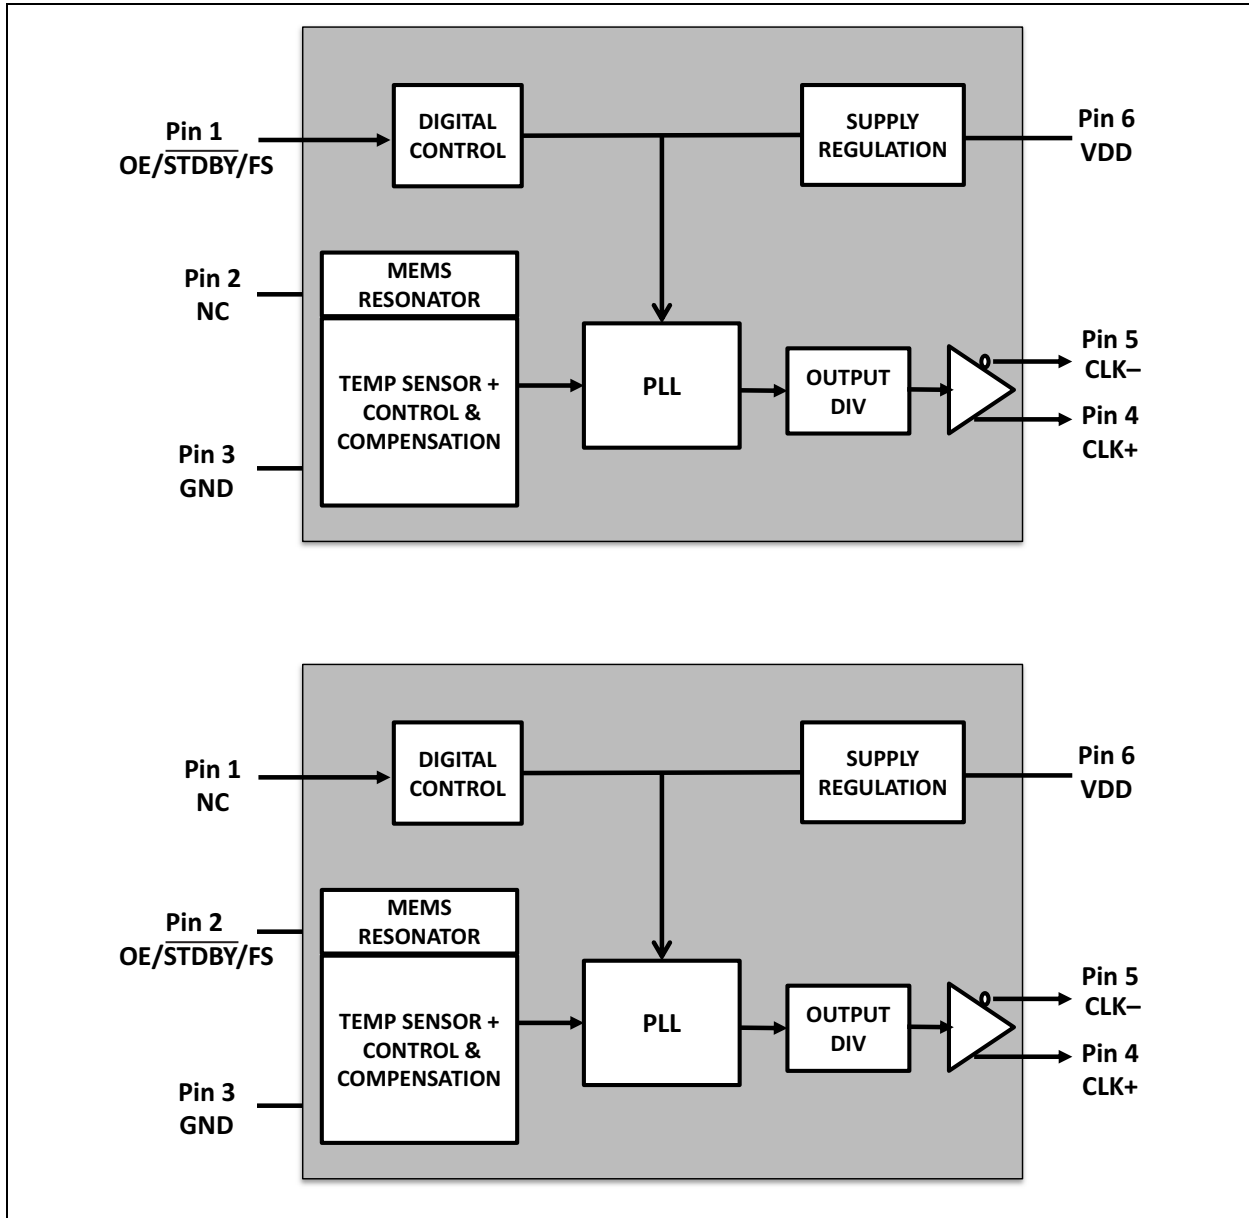 Pin 1
OE/STDBY/FS
DIGITAL
CONTROL
SUPPLY
REGULATION
Pin 6
VDD
Pin 2
NC
MEMS
RESONATOR
TEMP SENSOR +
CONTROL &
COMPENSATION
PLL
OUTPUT
DIV
Pin 5
CLK–
Pin 4
CLK+
Pin 3
GND
Pin 1
NC
DIGITAL
CONTROL
SUPPLY
REGULATION
Pin 6
VDD
Pin 2
OE/STDBY/FS
MEMS
RESONATOR
TEMP SENSOR +
CONTROL &
COMPENSATION
PLL
OUTPUT
DIV
Pin 5
CLK–
Pin 4
CLK+
Pin 3
GND